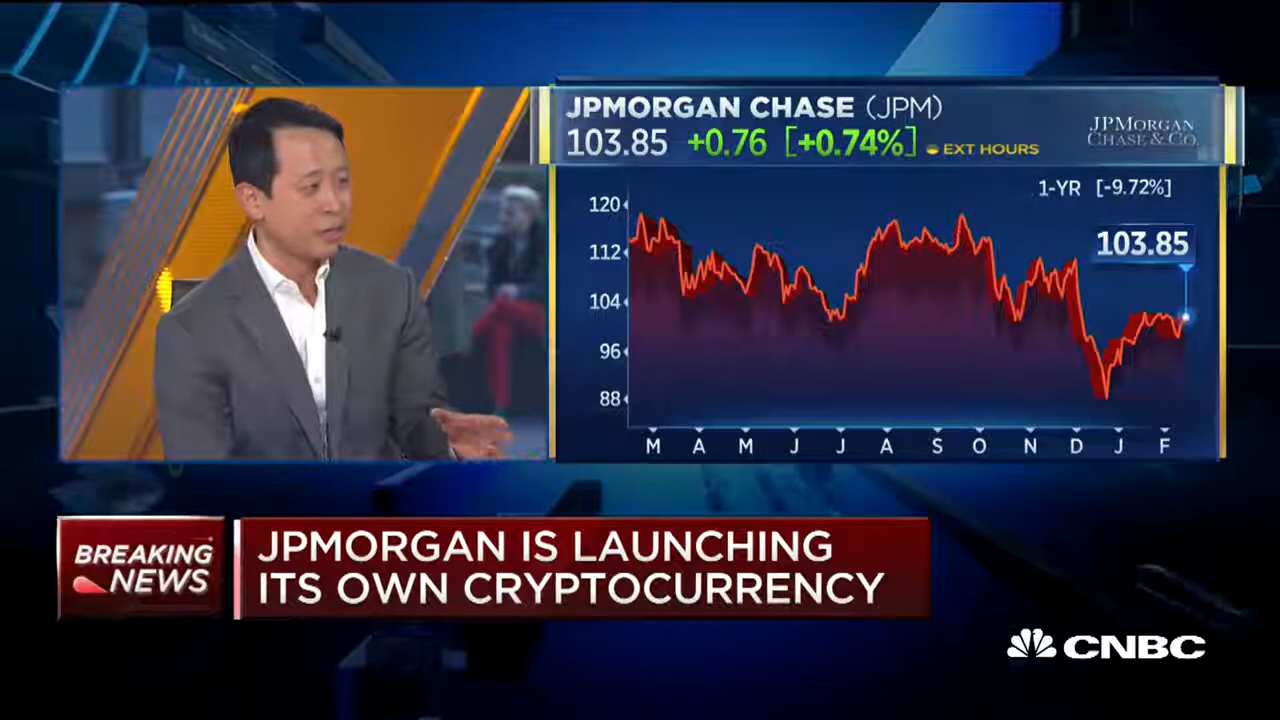 JPMORGAN CHASE (JPM)
103.85 +0.76 [+0.74%] EXT HOURS
JPMORGAN
CHASE & CO.
1-YR [-9.72%]
103.85
120
112
104
96
88
M A M J J A S O N D J F
BREAKING
NEWS
JPMORGAN IS LAUNCHING
ITS OWN CRYPTOCURRENCY
CNBC